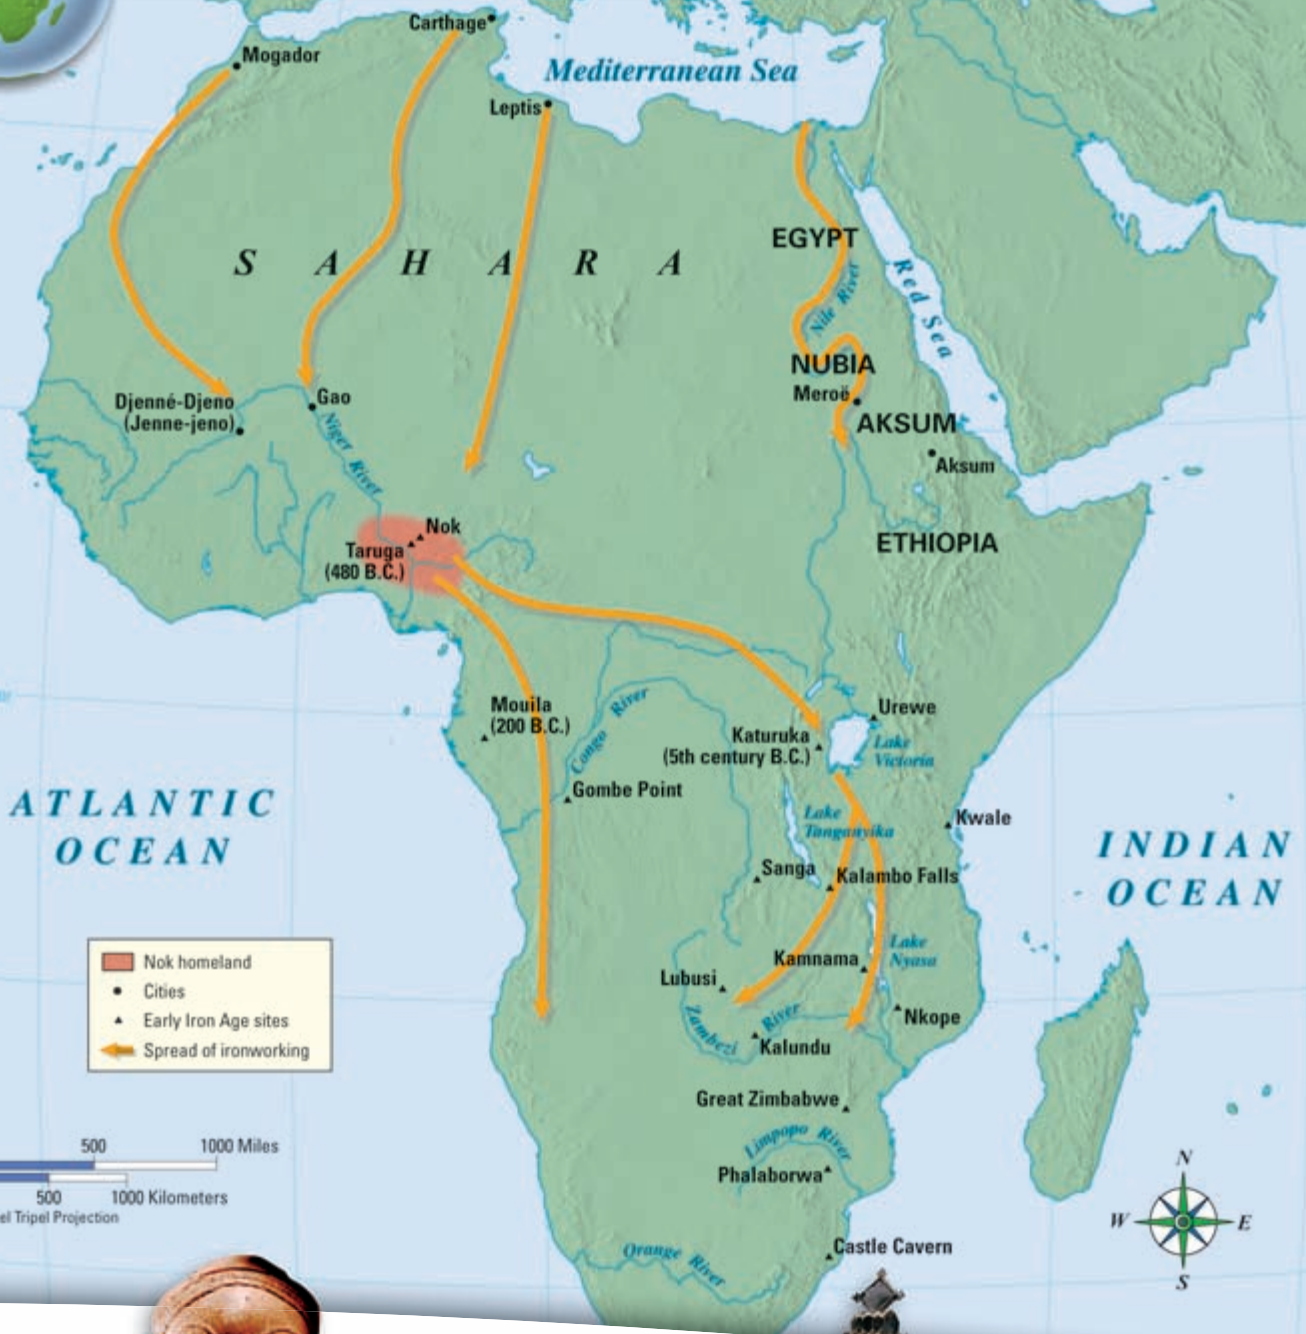 Carthage
Mogador
Mediterranean Sea
Leptis
EGYPT
SAHARA
Nile River
Red Sea
NUBIA
Meroë
Djenné-Djeno
(Jenne-jeno)
Gao
Niger River
AKSUM
Aksum
Nok
Taruga
(480 B.C.)
ETHIOPIA
Mouila
(200 B.C.)
Congo River
Urewe
Katuruka
(5th century B.C.)
Lake
Victoria
Gombe Point
ATLANTIC
OCEAN
Lake
Tanganyika
Kwale
INDIAN
OCEAN
Sanga
Kalambo Falls
Kamnama
Lake
Nyasa
Lubusi
Zambezi River
Nkope
Kalundu
Great Zimbabwe
Limpopo River
Phalaborwa
Castle Cavern
Orange River
Nok homeland
Cities
Early Iron Age sites
Spread of ironworking
500 1000 Miles
500 1000 Kilometers
el Tripel Projection
N
W E
S